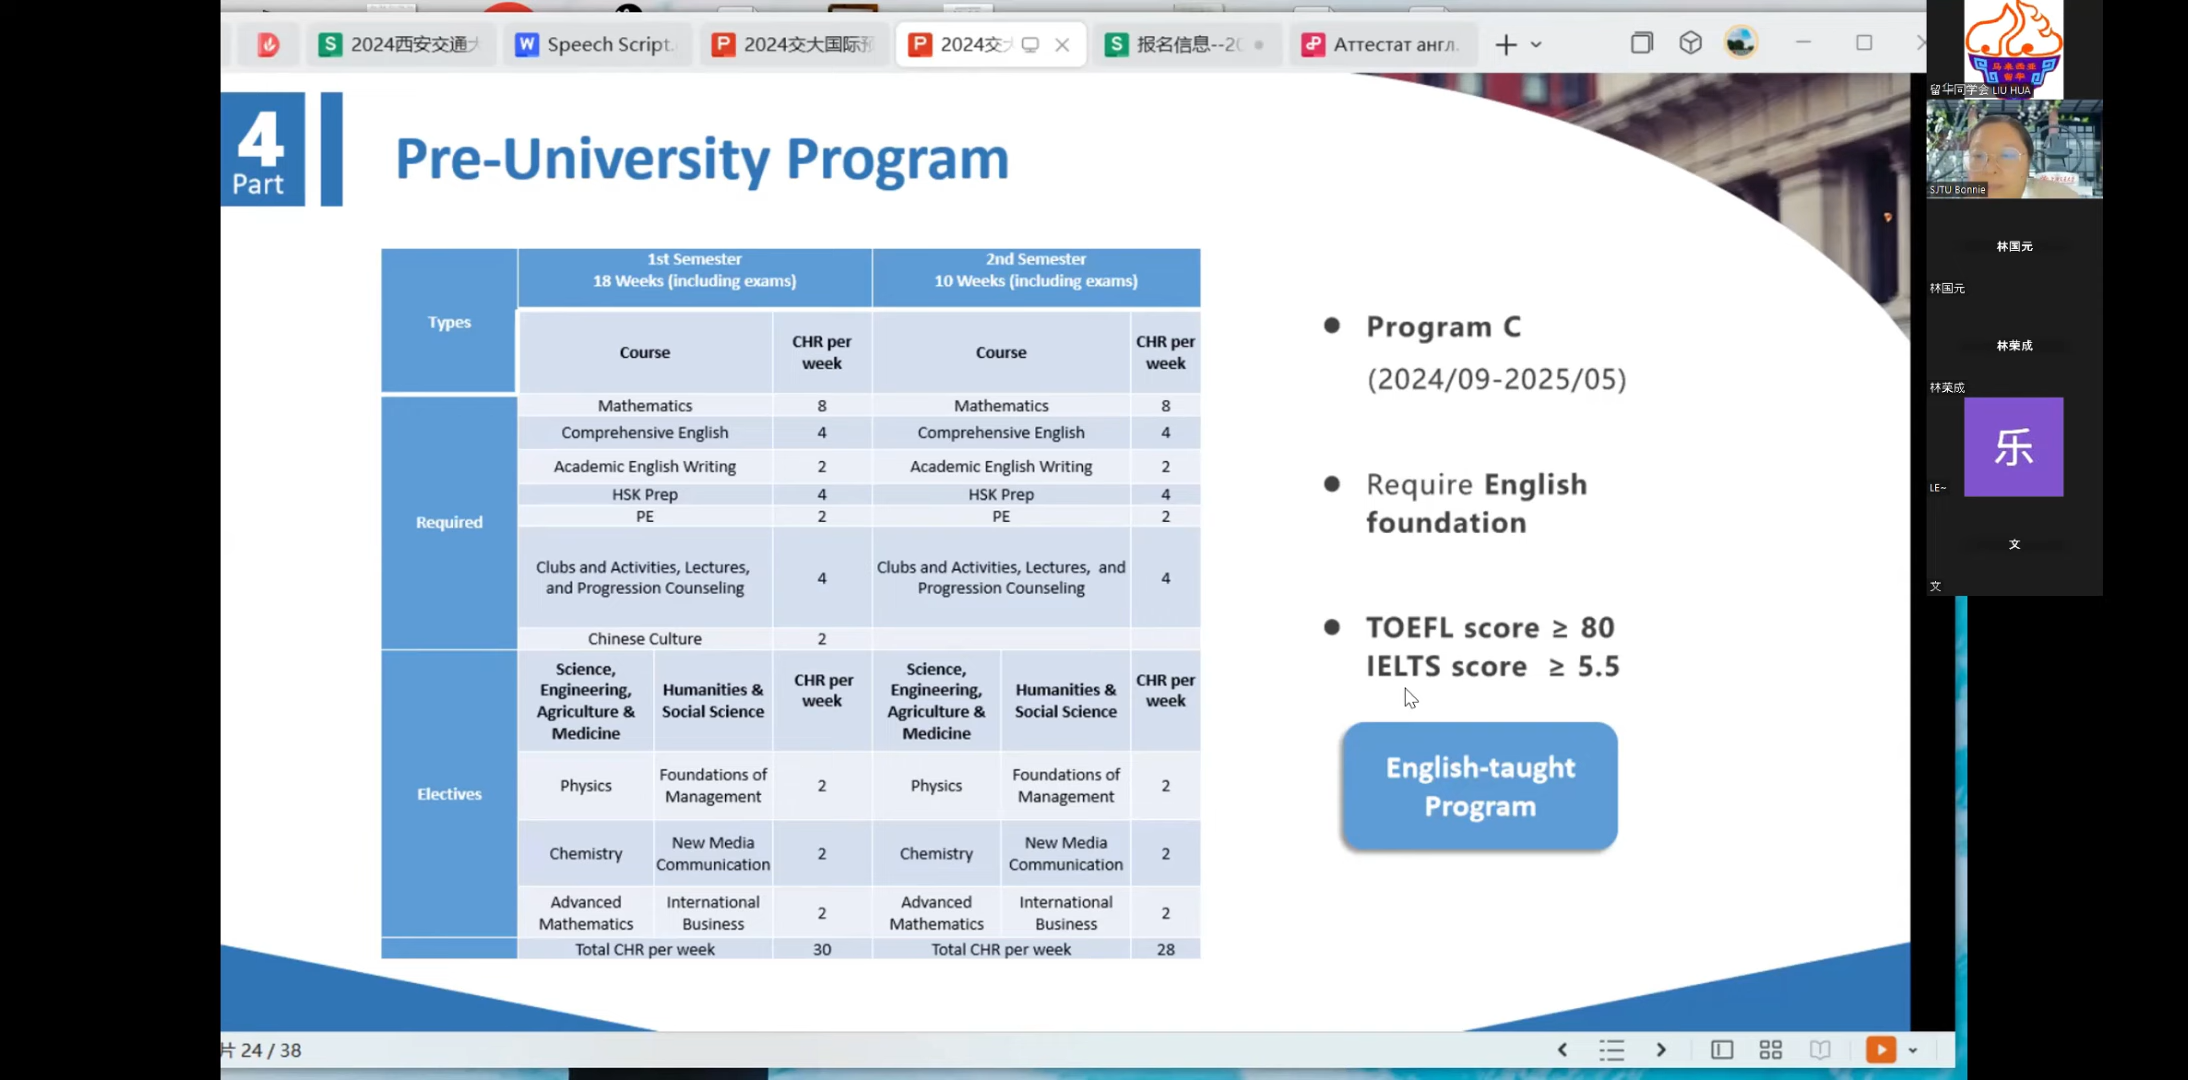 2024西安交通大
Speech Script.
2024交大国际预
2024交大
报名信息--20
Аттестат англ.
4
Part
Pre-University Program
Types
1st Semester
18 Weeks (including exams)
2nd Semester
10 Weeks (including exams)
Course
CHR per
week
Course
CHR per
week
Required
Mathematics 8 Mathematics 8
Comprehensive English 4 Comprehensive English 4
Academic English Writing 2 Academic English Writing 2
HSK Prep 4 HSK Prep 4
PE 2 PE 2
Clubs and Activities, Lectures,
and Progression Counseling
4
Clubs and Activities, Lectures, and
Progression Counseling
4
Chinese Culture 2
Electives
Science,
Engineering,
Agriculture &
Medicine
Humanities &
Social Science
CHR per
week
Science,
Engineering,
Agriculture &
Medicine
Humanities &
Social Science
CHR per
week
Physics
Foundations of
Management
2
Physics
Foundations of
Management
2
Chemistry
New Media
Communication
2
Chemistry
New Media
Communication
2
Advanced
Mathematics
International
Business
2
Advanced
Mathematics
International
Business
2
Total CHR per week 30 Total CHR per week 28
● Program C
(2024/09-2025/05)
● Require English
foundation
● TOEFL score ≥ 80
IELTS score ≥ 5.5
English-taught
Program
片 24 / 38
马来西亚
留华
留华同学会 LIU HUA
SJTU Bonnie
林国元
林国元
林荣成
林荣成
乐
LE~
文
文